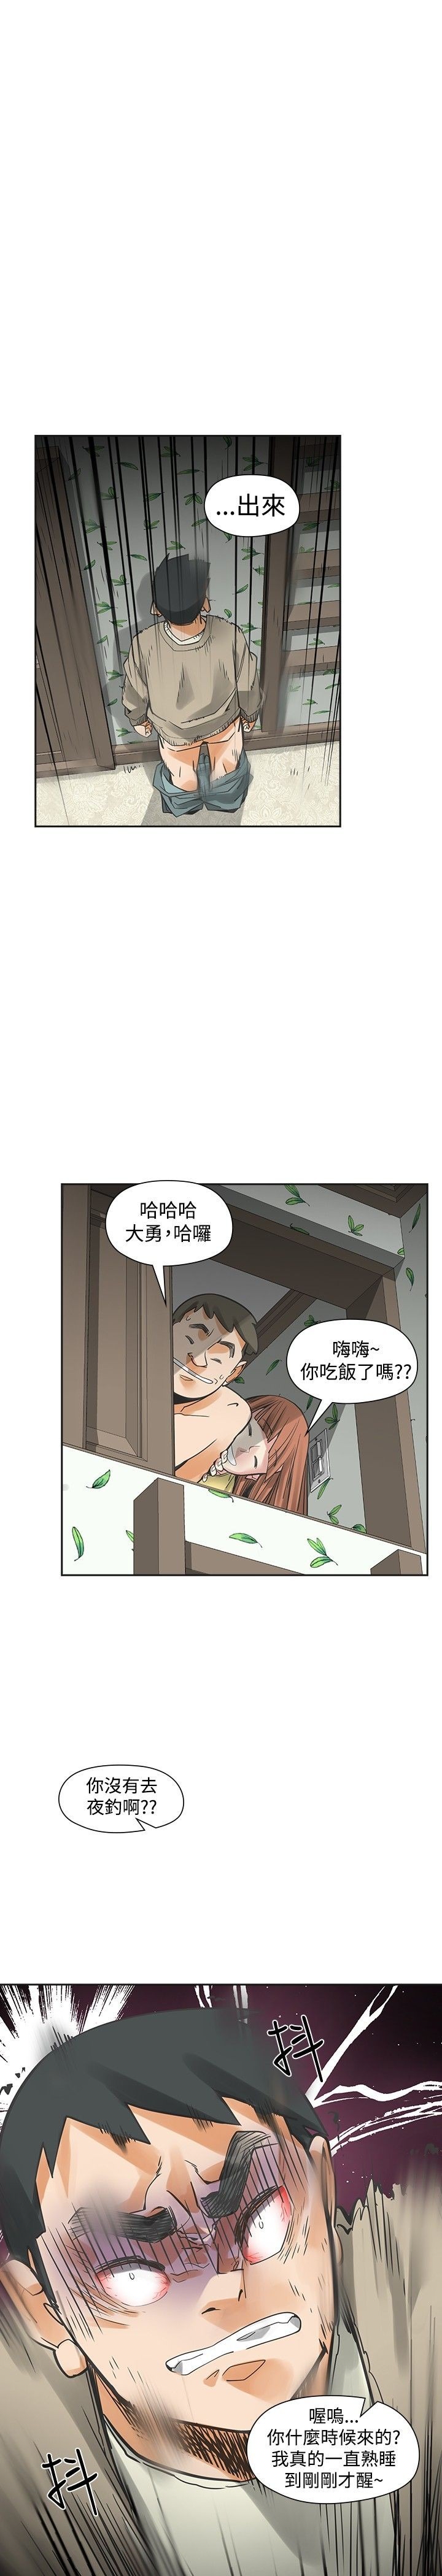 ...出來
哈哈哈
大勇,哈囉
嗨嗨~
你吃飯了嗎??
你沒有去
夜釣啊??
抖
喔嗚...
你什麼時候來的?
我真的一直熟睡
到剛剛才醒~
抖